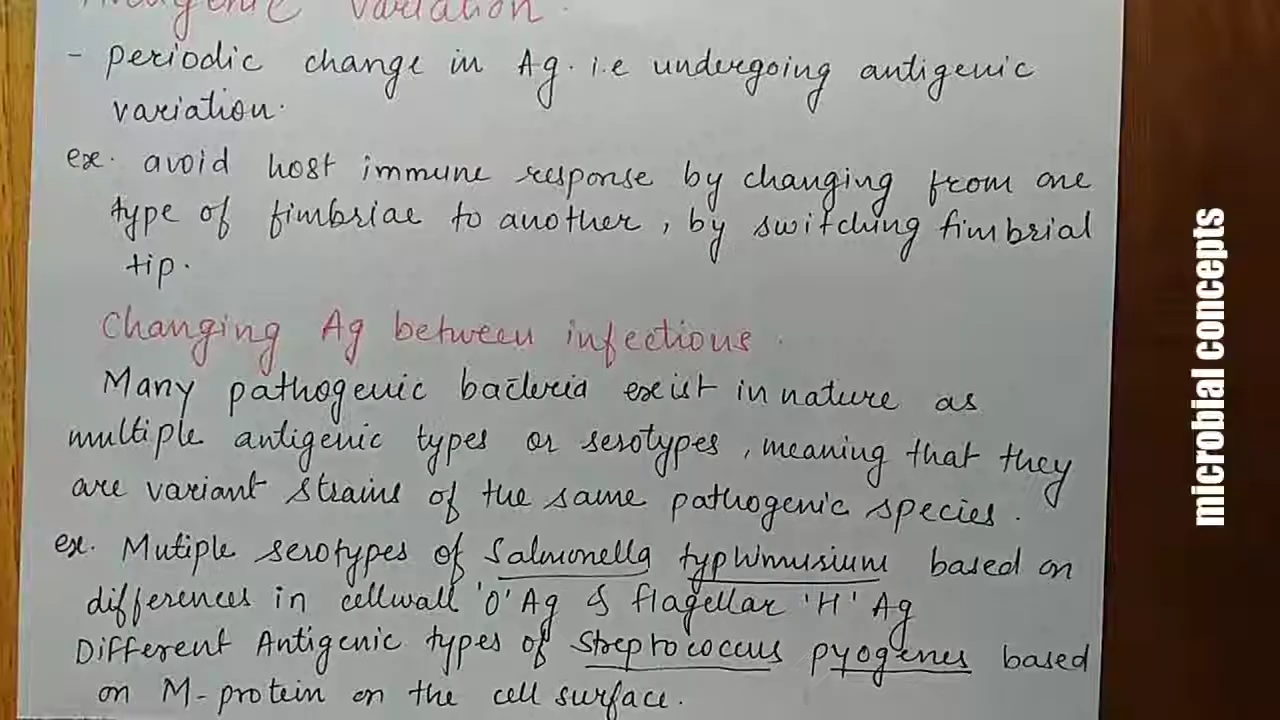 Antigenic variation.
- periodic change in Ag. i.e undergoing antigenic
variation.
ex. avoid host immune response by changing from one
type of fimbriae to another, by switching fimbrial
tip.
Changing Ag between infections.
Many pathogenic bacteria exist in nature as
multiple antigenic types or serotypes, meaning that they
are variant strains of the same pathogenic species.
ex. Mutiple serotypes of Salmonella typhimusium based on
differences in cellwall 'O' Ag & flagellar 'H' Ag
Different Antigenic types of Streptococcus pyogenes based
on M-protein on the cell surface.
microbial concepts